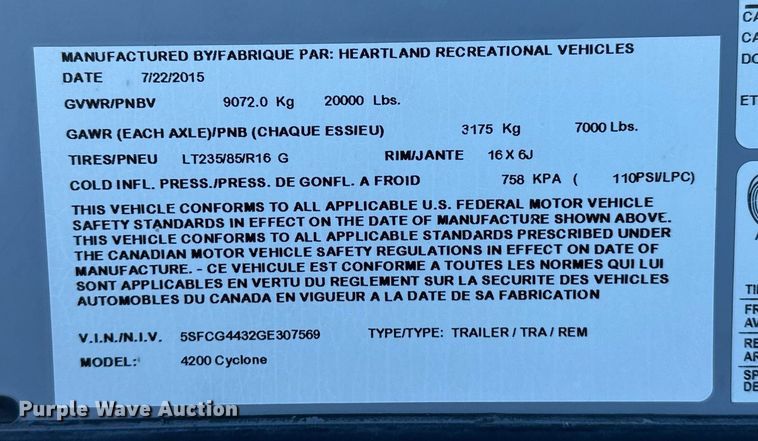 MANUFACTURED BY/FABRIQUE PAR: HEARTLAND RECREATIONAL VEHICLES
DATE 7/22/2015
GVWR/PNBV 9072.0 Kg 20000 Lbs.
GAWR (EACH AXLE)/PNB (CHAQUE ESSIEU) 3175 Kg 7000 Lbs.
TIRES/PNEU LT235/85/R16 G RIM/JANTE 16 X 6J
COLD INFL. PRESS./PRESS. DE GONFL. A FROID 758 KPA ( 110PSI/LPC)
THIS VEHICLE CONFORMS TO ALL APPLICABLE U.S. FEDERAL MOTOR VEHICLE
SAFETY STANDARDS IN EFFECT ON THE DATE OF MANUFACTURE SHOWN ABOVE.
THIS VEHICLE CONFORMS TO ALL APPLICABLE STANDARDS PRESCRIBED UNDER
THE CANADIAN MOTOR VEHICLE SAFETY REGULATIONS IN EFFECT ON DATE OF
MANUFACTURE. - CE VEHICULE EST CONFORME A TOUTES LES NORMES QUI LUI
SONT APPLICABLES EN VERTU DU REGLEMENT SUR LA SECURITE DES VEHICLES
AUTOMOBILES DU CANADA EN VIGUEUR A LA DATE DE SA FABRICATION
V.I.N./N.I.V. 5SFCG4432GE307569 TYPE/TYPE: TRAILER / TRA / REM
MODEL: 4200 Cyclone
Purple Wave Auction